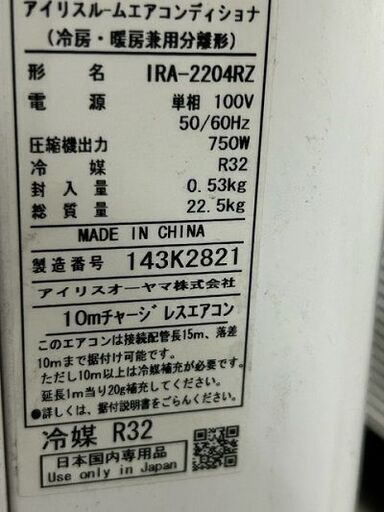 アイリスルームエアコンディショナ
(冷房・暖房兼用分離形)
形 名 IRA-2204RZ
電 源 単相 100V
50/60Hz
圧縮機出力 750W
冷 媒 R32
封 入 量 0.53kg
総 質 量 22.5kg
MADE IN CHINA
製造番号 143K2821
アイリスオーヤマ株式会社
10mチャージレスエアコン
このエアコンは接続配管長15m、落差
10mまで据付け可能です。
ただし10m以上は冷媒補充が必要です。
延長1m当り20g補充してください。
●詳しくは、据付説明書をごらんください。
冷媒 R32
日本国内専用品
Use only in Japan